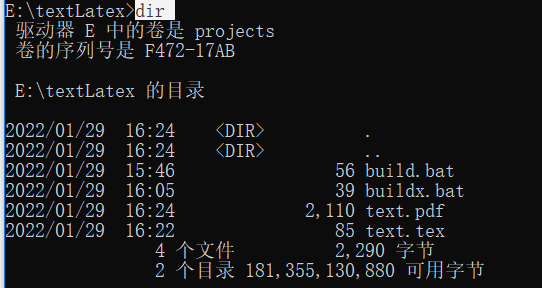 E:\textLatex>dir
驱动器 E 中的卷是 projects
卷的序列号是 F472-17AB
E:\textLatex 的目录
2022/01/29  16:24    <DIR>          .
2022/01/29  16:24    <DIR>          ..
2022/01/29  15:46                56 build.bat
2022/01/29  16:05                39 buildx.bat
2022/01/29  16:24             2,110 text.pdf
2022/01/29  16:22                85 text.tex
4 个文件          2,290 字节
2 个目录 181,355,130,880 可用字节